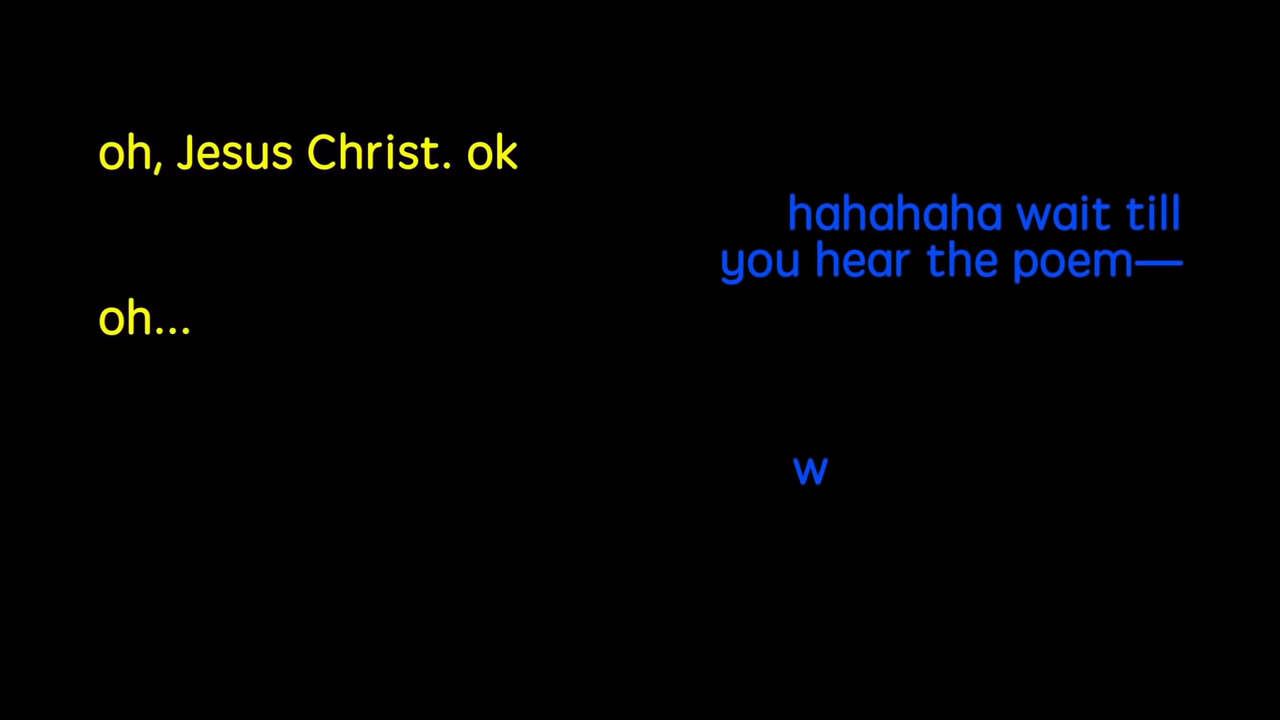 oh, Jesus Christ. ok
hahahaha wait till
you hear the poem—
oh...
w